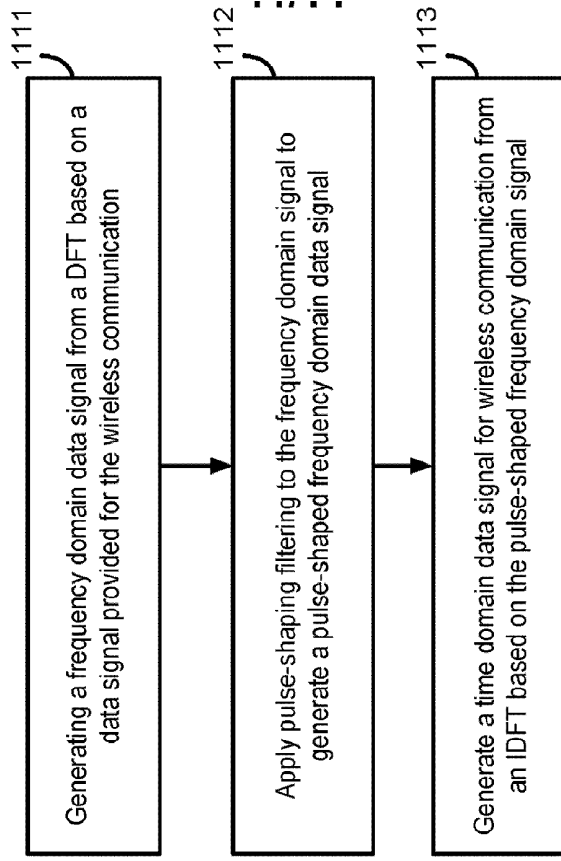 1111
Generating a frequency domain data signal from a DFT based on a
data signal provided for the wireless communication
1112
Apply pulse-shaping filtering to the frequency domain signal to
generate a pulse-shaped frequency domain data signal
1113
Generate a time domain data signal for wireless communication from
an IDFT based on the pulse-shaped frequency domain signal